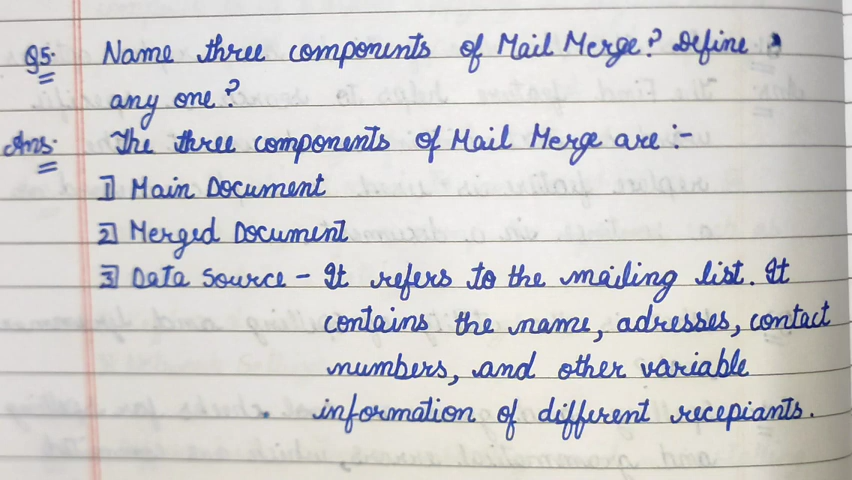 Q5. Name three components of Mail Merge? Define
any one?
Ans. The three components of Mail Merge are :-
1] Main Document
2] Merged Document
3] Data Source - It refers to the mailing list. It
contains the name, adresses, contact
numbers, and other variable
information of different recepiants.